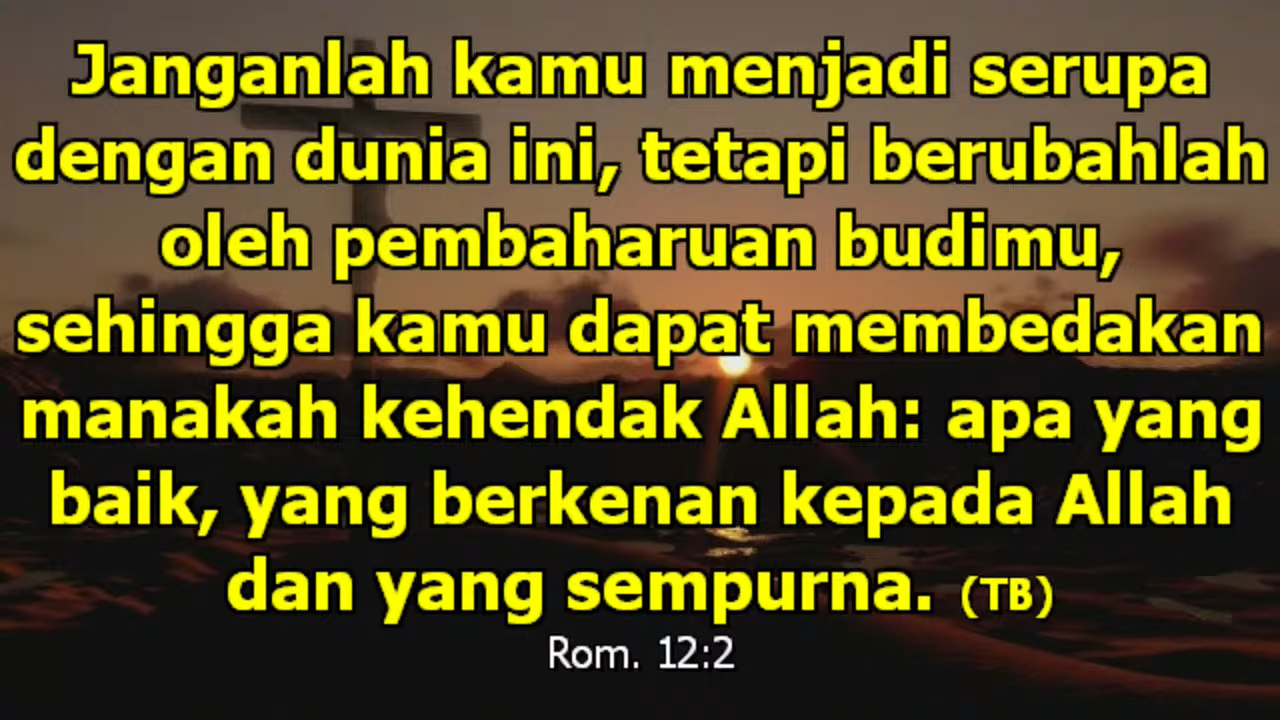 Janganlah kamu menjadi serupa
dengan dunia ini, tetapi berubahlah
oleh pembaharuan budimu,
sehingga kamu dapat membedakan
manakah kehendak Allah: apa yang
baik, yang berkenan kepada Allah
dan yang sempurna. (TB)
Rom. 12:2